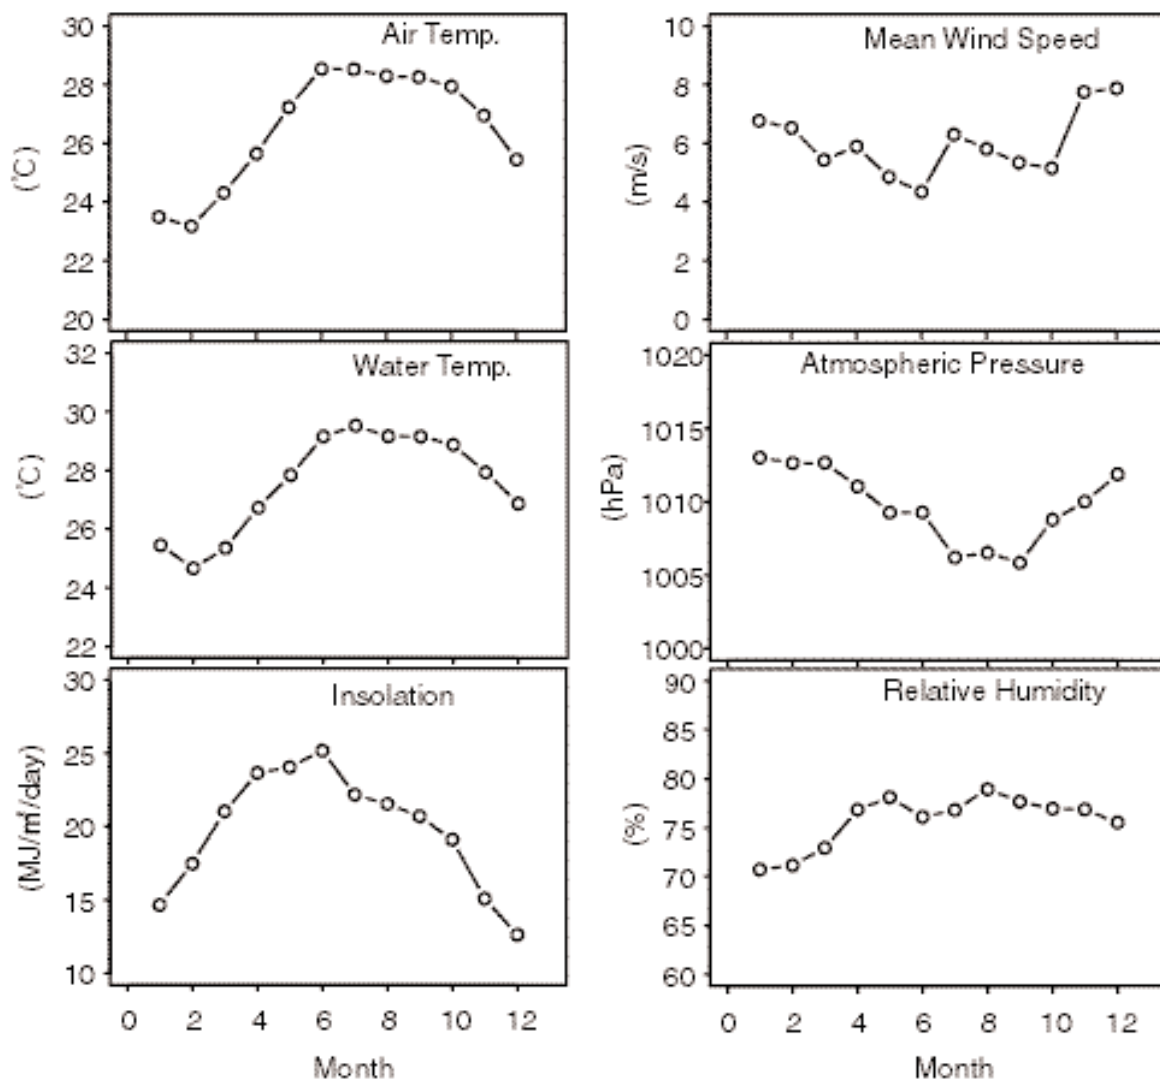 Air Temp.
30
28
26
24
22
20
(℃)
Mean Wind Speed
10
8
6
4
2
0
(m/s)
Water Temp.
32
30
28
26
24
22
(℃)
Atmospheric Pressure
1020
1015
1010
1005
1000
(hPa)
Insolation
30
25
20
15
10
(MJ/㎡/day)
0 2 4 6 8 10 12
Month
Relative Humidity
90
85
80
75
70
65
60
(%)
0 2 4 6 8 10 12
Month